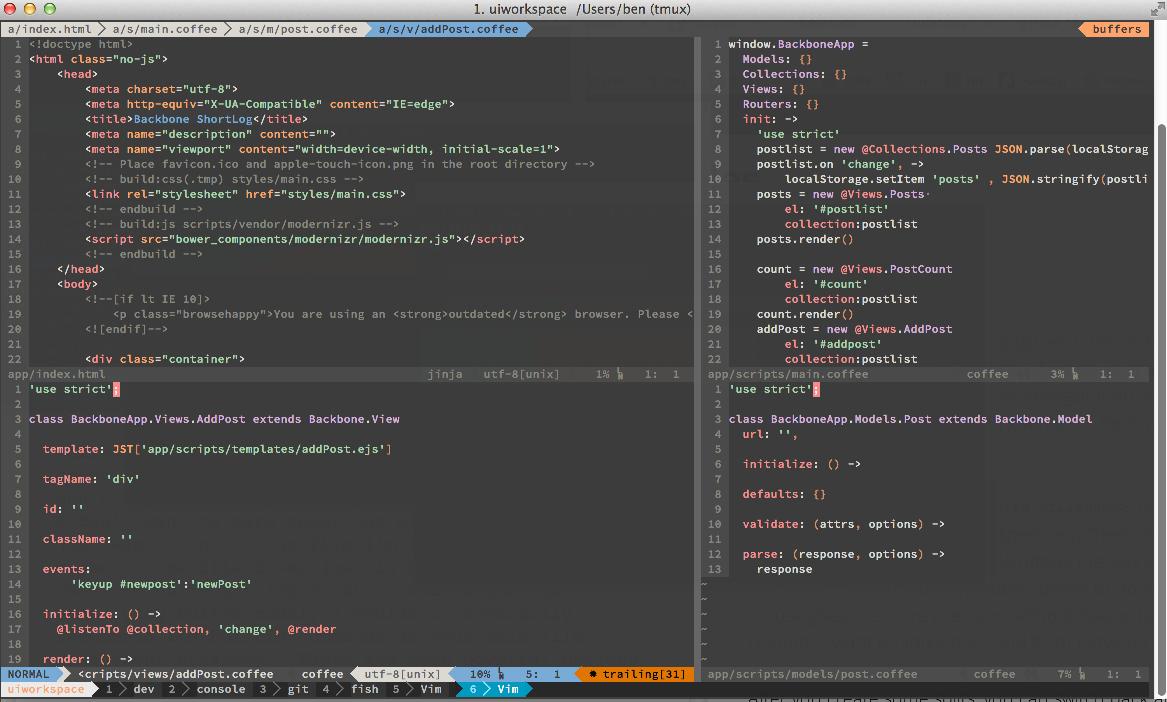 1. uiworkspace /Users/ben (tmux)
a/index.html a/s/main.coffee a/s/m/post.coffee a/s/v/addPost.coffee buffers
1 <!doctype html>
2 <html class="no-js">
3 <head>
4 <meta charset="utf-8">
5 <meta http-equiv="X-UA-Compatible" content="IE=edge">
6 <title>Backbone ShortLog</title>
7 <meta name="description" content="">
8 <meta name="viewport" content="width=device-width, initial-scale=1">
9 <!-- Place favicon.ico and apple-touch-icon.png in the root directory -->
10 <!-- build:css(.tmp) styles/main.css -->
11 <link rel="stylesheet" href="styles/main.css">
12 <!-- endbuild -->
13 <!-- build:js scripts/vendor/modernizr.js -->
14 <script src="bower_components/modernizr/modernizr.js"></script>
15 <!-- endbuild -->
16 </head>
17 <body>
18 <!--[if lt IE 10]>
19 <p class="browsehappy">You are using an <strong>outdated</strong> browser. Please <
20 <![endif]-->
21
22 <div class="container">
app/index.html jinja utf-8[unix] 1% 1: 1
1 window.BackboneApp =
2 Models: {}
3 Collections: {}
4 Views: {}
5 Routers: {}
6 init: ->
7 'use strict'
8 postlist = new @Collections.Posts JSON.parse(localStorag
9 postlist.on 'change', ->
10 localStorage.setItem 'posts' , JSON.stringify(postli
11 posts = new @Views.Posts·
12 el: '#postlist'
13 collection:postlist
14 posts.render()
15
16 count = new @Views.PostCount
17 el: '#count'
18 collection:postlist
19 count.render()
20 addPost = new @Views.AddPost
21 el: '#addpost'
22 collection:postlist
app/scripts/main.coffee coffee 3% 1: 1
1 'use strict';
2
3 class BackboneApp.Views.AddPost extends Backbone.View
4
5 template: JST['app/scripts/templates/addPost.ejs']
6
7 tagName: 'div'
8
9 id: ''
10
11 className: ''
12
13 events:
14 'keyup #newpost':'newPost'
15
16 initialize: () ->
17 @listenTo @collection, 'change', @render
18
19 render: () ->
NORMAL <cripts/views/addPost.coffee coffee utf-8[unix] 10% 5: 1 trailing[31]
1 'use strict';
2
3 class BackboneApp.Models.Post extends Backbone.Model
4 url: '',
5
6 initialize: () ->
7
8 defaults: {}
9
10 validate: (attrs, options) ->
11
12 parse: (response, options) ->
13 response
~
~
~
~
~
~
app/scripts/models/post.coffee coffee 7% 1: 1
uiworkspace 1 dev 2 console 3 git 4 fish 5 Vim 6 Vim